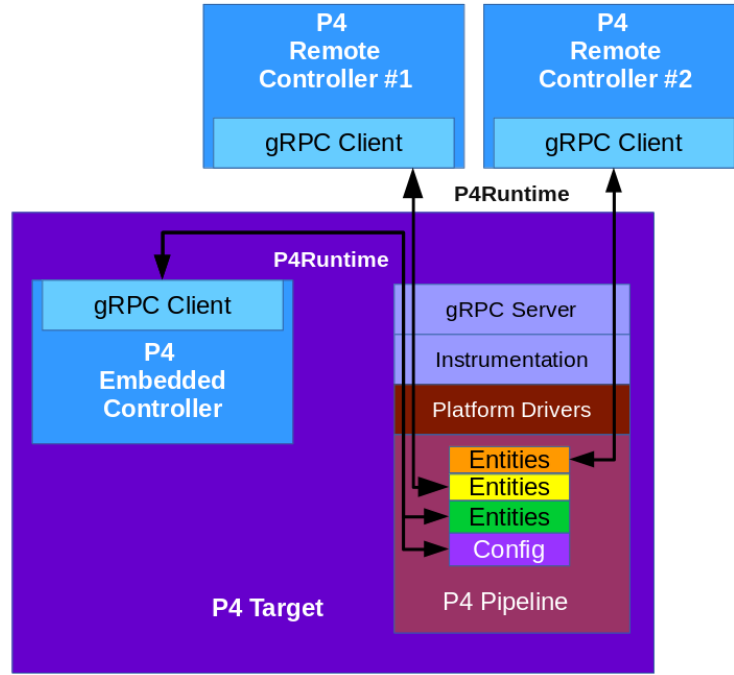 P4
Remote
Controller #1
gRPC Client
P4
Remote
Controller #2
gRPC Client
P4Runtime
P4Runtime
gRPC Client
P4
Embedded
Controller
gRPC Server
Instrumentation
Platform Drivers
Entities
Entities
Entities
Config
P4 Pipeline
P4 Target